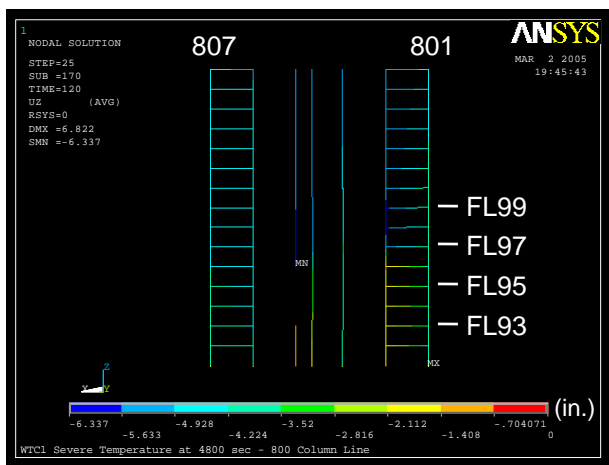 1
NODAL SOLUTION
STEP=25
SUB =170
TIME=120
UZ (AVG)
RSYS=0
DMX =6.822
SMN =-6.337
807
801
ANSYS
MAR 2 2005
19:45:43
FL99
FL97
FL95
FL93
MN
MX
Z
X Y
(in.)
-6.337 -4.928 -3.52 -2.112 -.704071
-5.633 -4.224 -2.816 -1.408 0
WTC1 Severe Temperature at 4800 sec - 800 Column Line